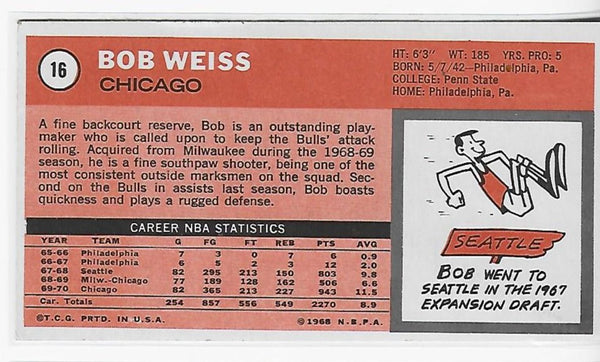 16
BOB WEISS
CHICAGO
HT: 6'3" WT: 185 YRS. PRO: 5
BORN: 5/7/42—Philadelphia, Pa.
COLLEGE: Penn State
HOME: Philadelphia, Pa.
A fine backcourt reserve, Bob is an outstanding play-
maker who is called upon to keep the Bulls' attack
rolling. Acquired from Milwaukee during the 1968-69
season, he is a fine southpaw shooter, being one of the
most consistent outside marksmen on the squad. Sec-
ond on the Bulls in assists last season, Bob boasts
quickness and plays a rugged defense.
CAREER NBA STATISTICS
YEAR TEAM G FG FT REB PTS AVG
65-66 Philadelphia 7 3 0 7 6 0.9
66-67 Philadelphia 6 5 2 3 12 2.0
67-68 Seattle 82 295 213 150 803 9.8
68-69 Milw.-Chicago 77 189 128 162 506 6.6
69-70 Chicago 82 365 213 227 943 11.5
Car. Totals 254 857 556 549 2270 8.9
©T.C.G. PRTD. IN U.S.A.
©1968 N.B.P.A.
SEATTLE
BOB WENT TO
SEATTLE IN THE 1967
EXPANSION DRAFT.